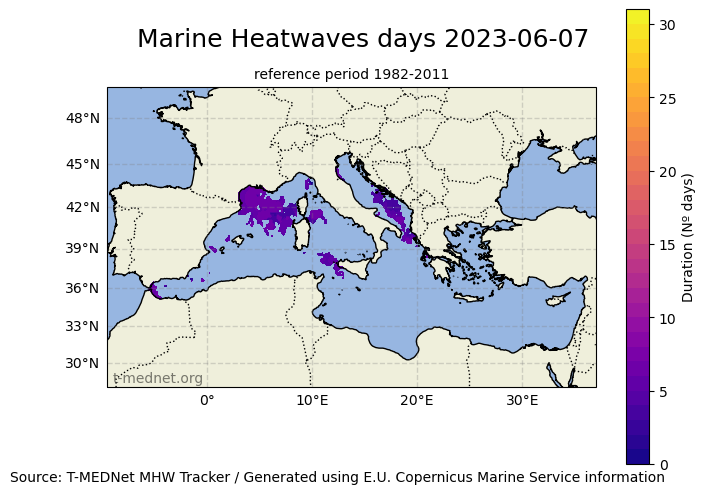 Marine Heatwaves days 2023-06-07
reference period 1982-2011
48°N
45°N
42°N
39°N
36°N
33°N
30°N
t-mednet.org
0°
10°E
20°E
30°E
30
25
20
15
10
5
0
Duration (Nº days)
Source: T-MEDNet MHW Tracker / Generated using E.U. Copernicus Marine Service information